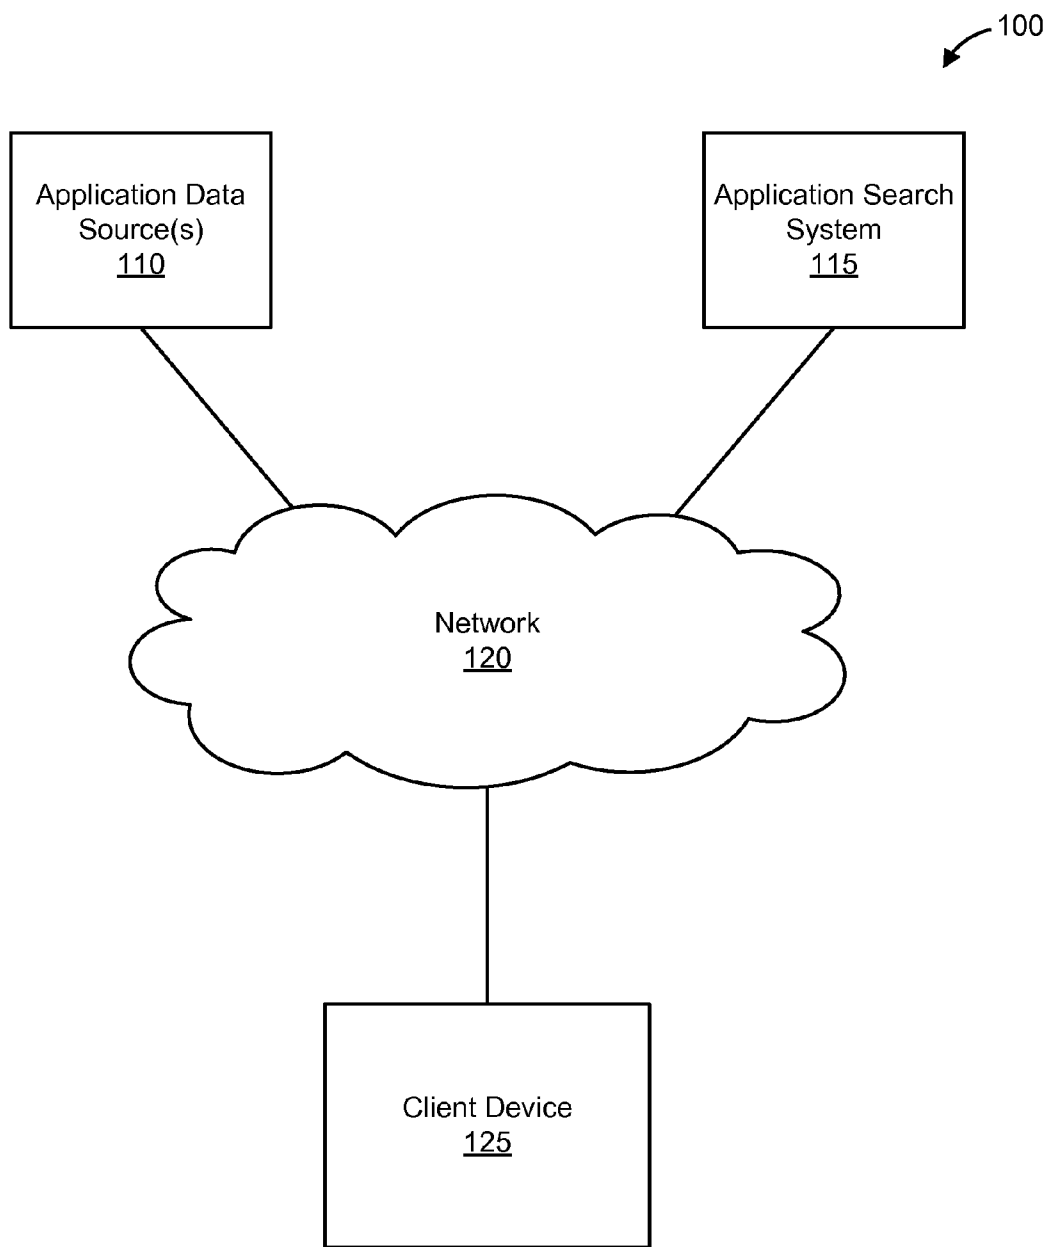 100
Application Data
Source(s)
110
Application Search
System
115
Network
120
Client Device
125